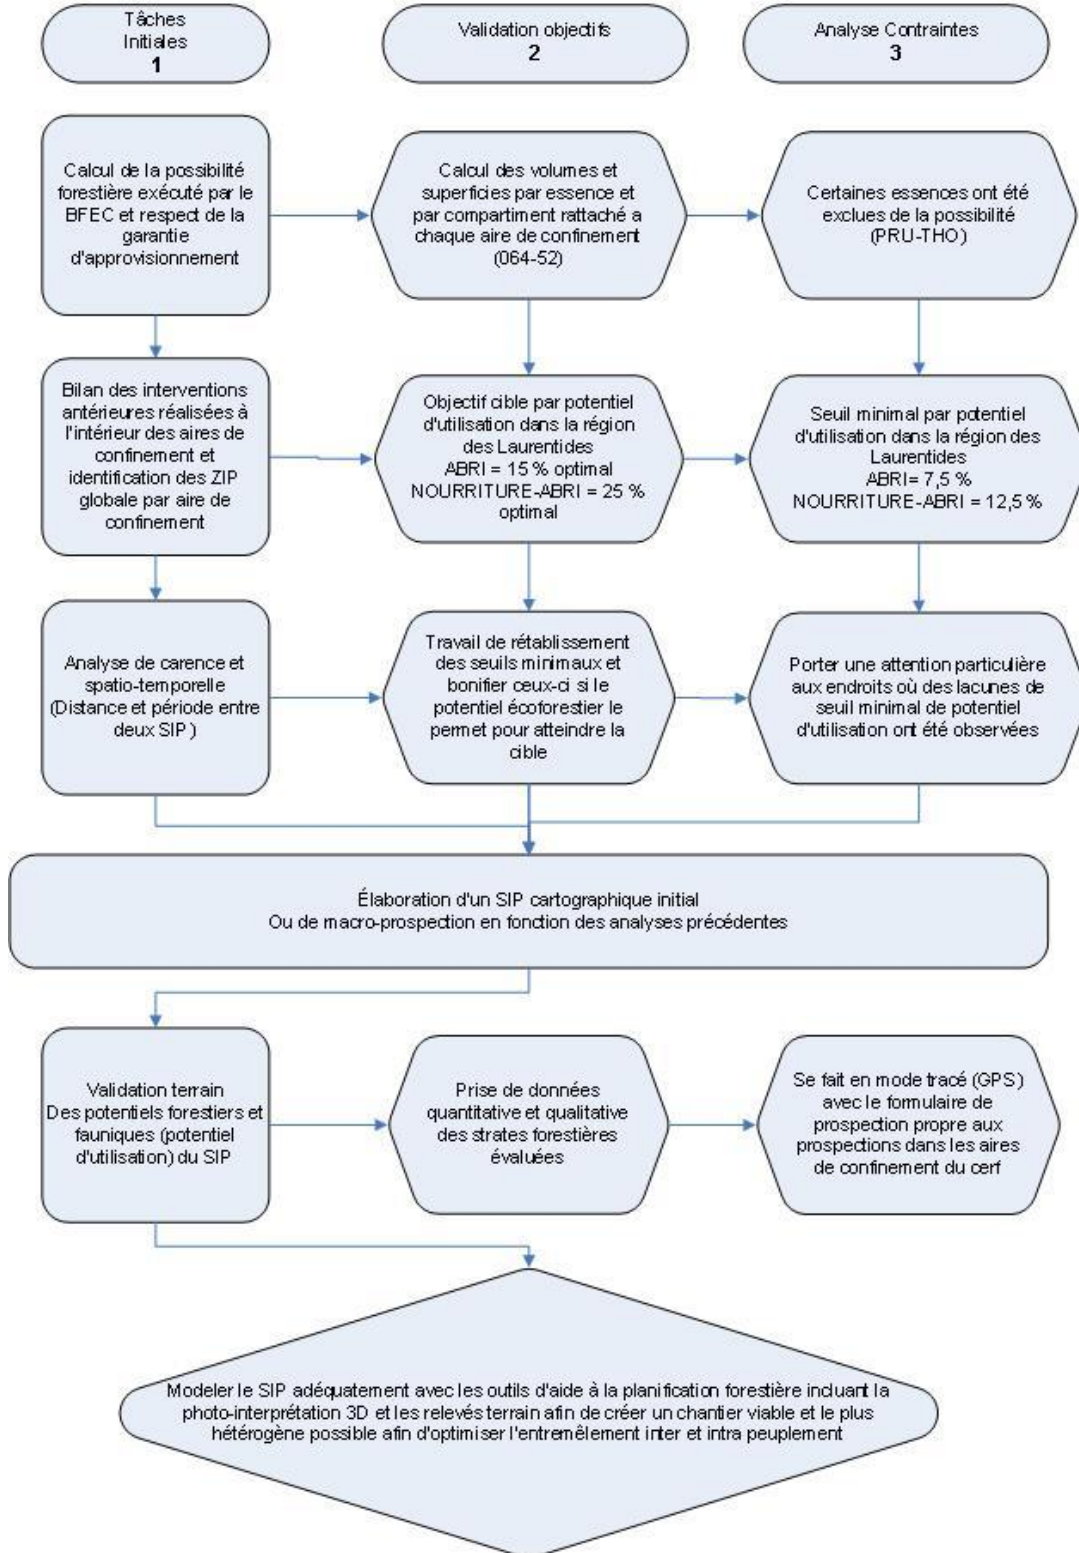 Tâches
Initiales
1
Validation objectifs
2
Analyse Contraintes
3
Calcul de la possibilité
forestière exécuté par le
BFEC et respect de la
garantie
d'approvisionnement
Calcul des volumes et
superficies par essence et
par compartiment rattaché a
chaque aire de confinement
(064-52)
Certaines essences ont été
exclues de la possibilité
(PRU-THO)
Bilan des interventions
antérieures réalisées à
l'intérieur des aires de
confinement et
identification des ZIP
globale par aire de
confinement
Objectif cible par potentiel
d'utilisation dans la région
des Laurentides
ABRI = 15 % optimal
NOURRITURE-ABRI = 25 %
optimal
Seuil minimal par potentiel
d'utilisation dans la région des
Laurentides
ABRI= 7,5 %
NOURRITURE-ABRI = 12,5 %
Analyse de carence et
spatio-temporelle
(Distance et période entre
deux SIP)
Travail de rétablissement
des seuils minimaux et
bonifier ceux-ci si le
potentiel écoforestier le
permet pour atteindre la
cible
Porter une attention particulière
aux endroits où des lacunes de
seuil minimal de potentiel
d'utilisation ont été observées
Élaboration d'un SIP cartographique initial
Ou de macro-prospection en fonction des analyses précédentes
Validation terrain
Des potentiels forestiers et
fauniques (potentiel
d'utilisation) du SIP
Prise de données
quantitative et qualitative
des strates forestières
évaluées
Se fait en mode tracé (GPS)
avec le formulaire de
prospection propre aux
prospections dans les aires
de confinement du cerf
Modeler le SIP adéquatement avec les outils d'aide à la planification forestière incluant la
photo-interprétation 3D et les relevés terrain afin de créer un chantier viable et le plus
hétérogène possible afin d'optimiser l'entremêlement inter et intra peuplement